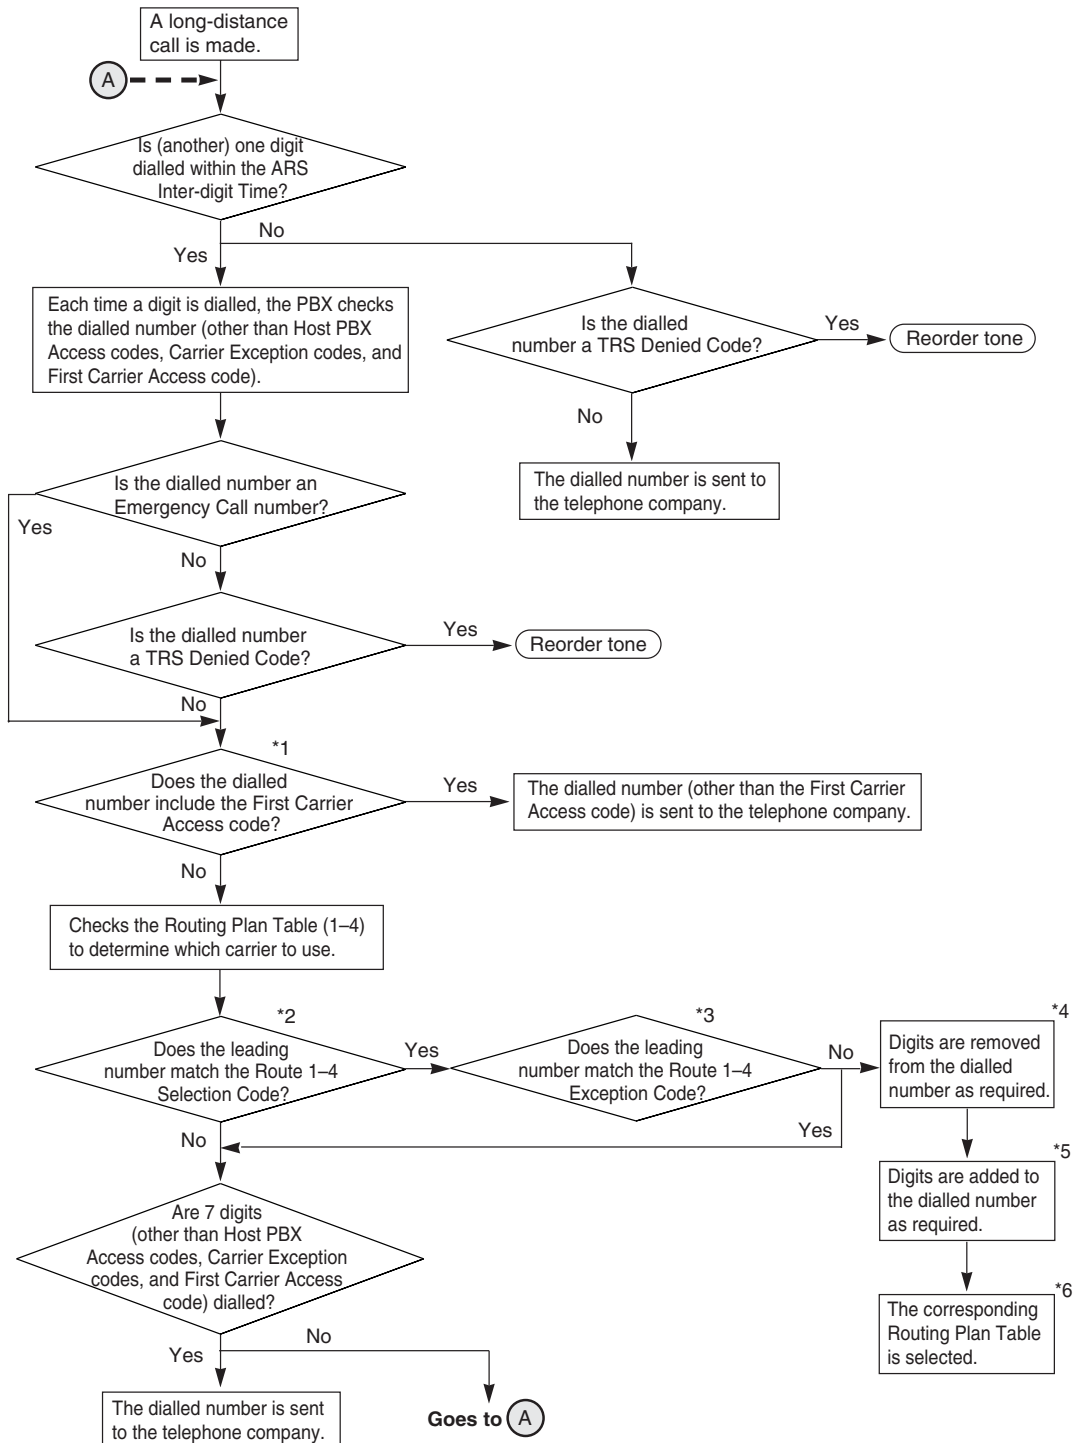 A long-distance
call is made.
A
Is (another) one digit
dialled within the ARS
Inter-digit Time?
No
Yes
Each time a digit is dialled, the PBX checks
the dialled number (other than Host PBX
Access codes, Carrier Exception codes, and
First Carrier Access code).
Is the dialled
number a TRS Denied Code?
Yes
Reorder tone
No
The dialled number is sent to
the telephone company.
Is the dialled number an
Emergency Call number?
Yes
No
Is the dialled number
a TRS Denied Code?
Yes
Reorder tone
No
*1
Does the dialled
number include the First Carrier
Access code?
Yes
The dialled number (other than the First Carrier
Access code) is sent to the telephone company.
No
Checks the Routing Plan Table (1–4)
to determine which carrier to use.
*2
Does the leading
number match the Route 1–4
Selection Code?
Yes
*3
Does the leading
number match the Route 1–4
Exception Code?
No
*4
Digits are removed
from the dialled
number as required.
No
Yes
*5
Digits are added to
the dialled number
as required.
Are 7 digits
(other than Host PBX
Access codes, Carrier Exception
codes, and First Carrier Access
code) dialled?
*6
The corresponding
Routing Plan Table
is selected.
No
Yes
The dialled number is sent
to the telephone company.
Goes to A